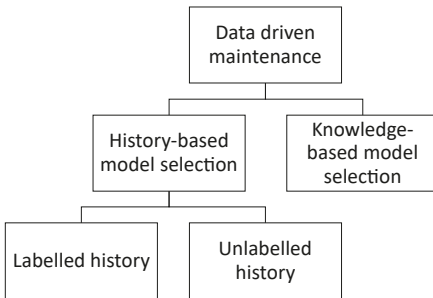 Data driven
maintenance
History-based
model selection
Knowledge-
based model
selection
Labelled history
Unlabelled
history